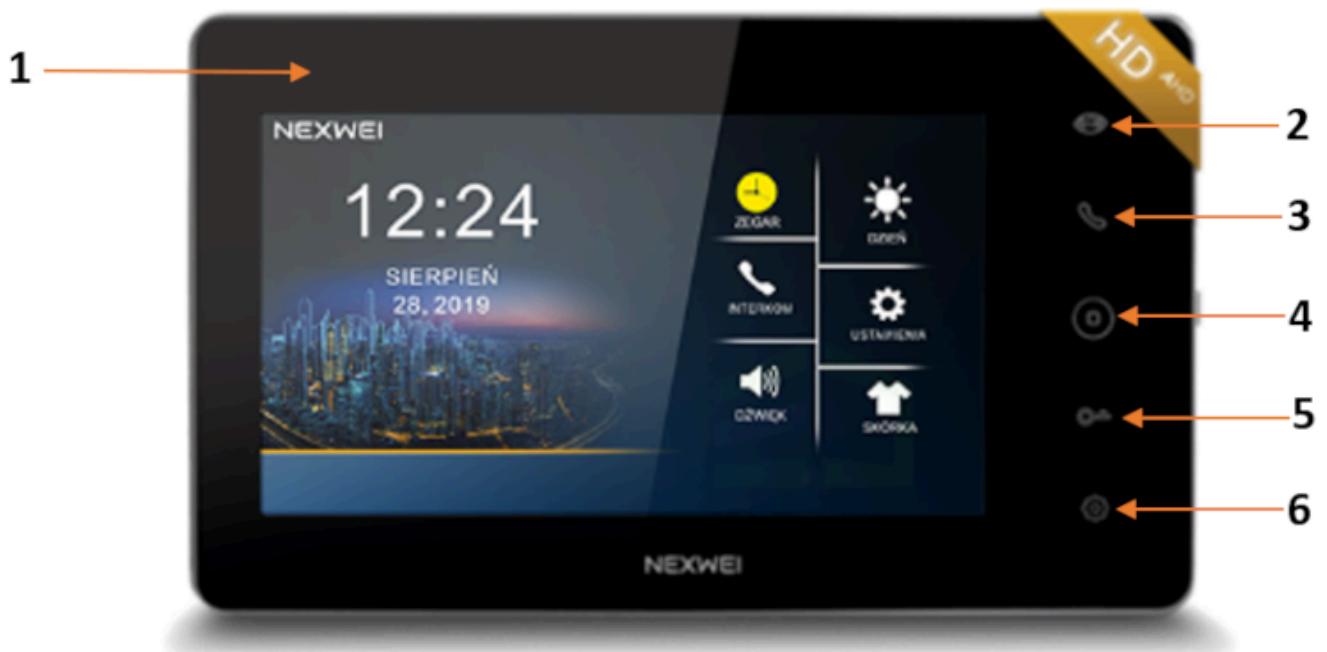 HD AHD
1
2
3
4
5
6
NEXWEI
12:24
SIERPIEŃ
28, 2019
ZEGAR
DZIEŃ
INTERKOM
USTAWIENIA
DŹWIĘK
SKÓRKA
NEXWEI